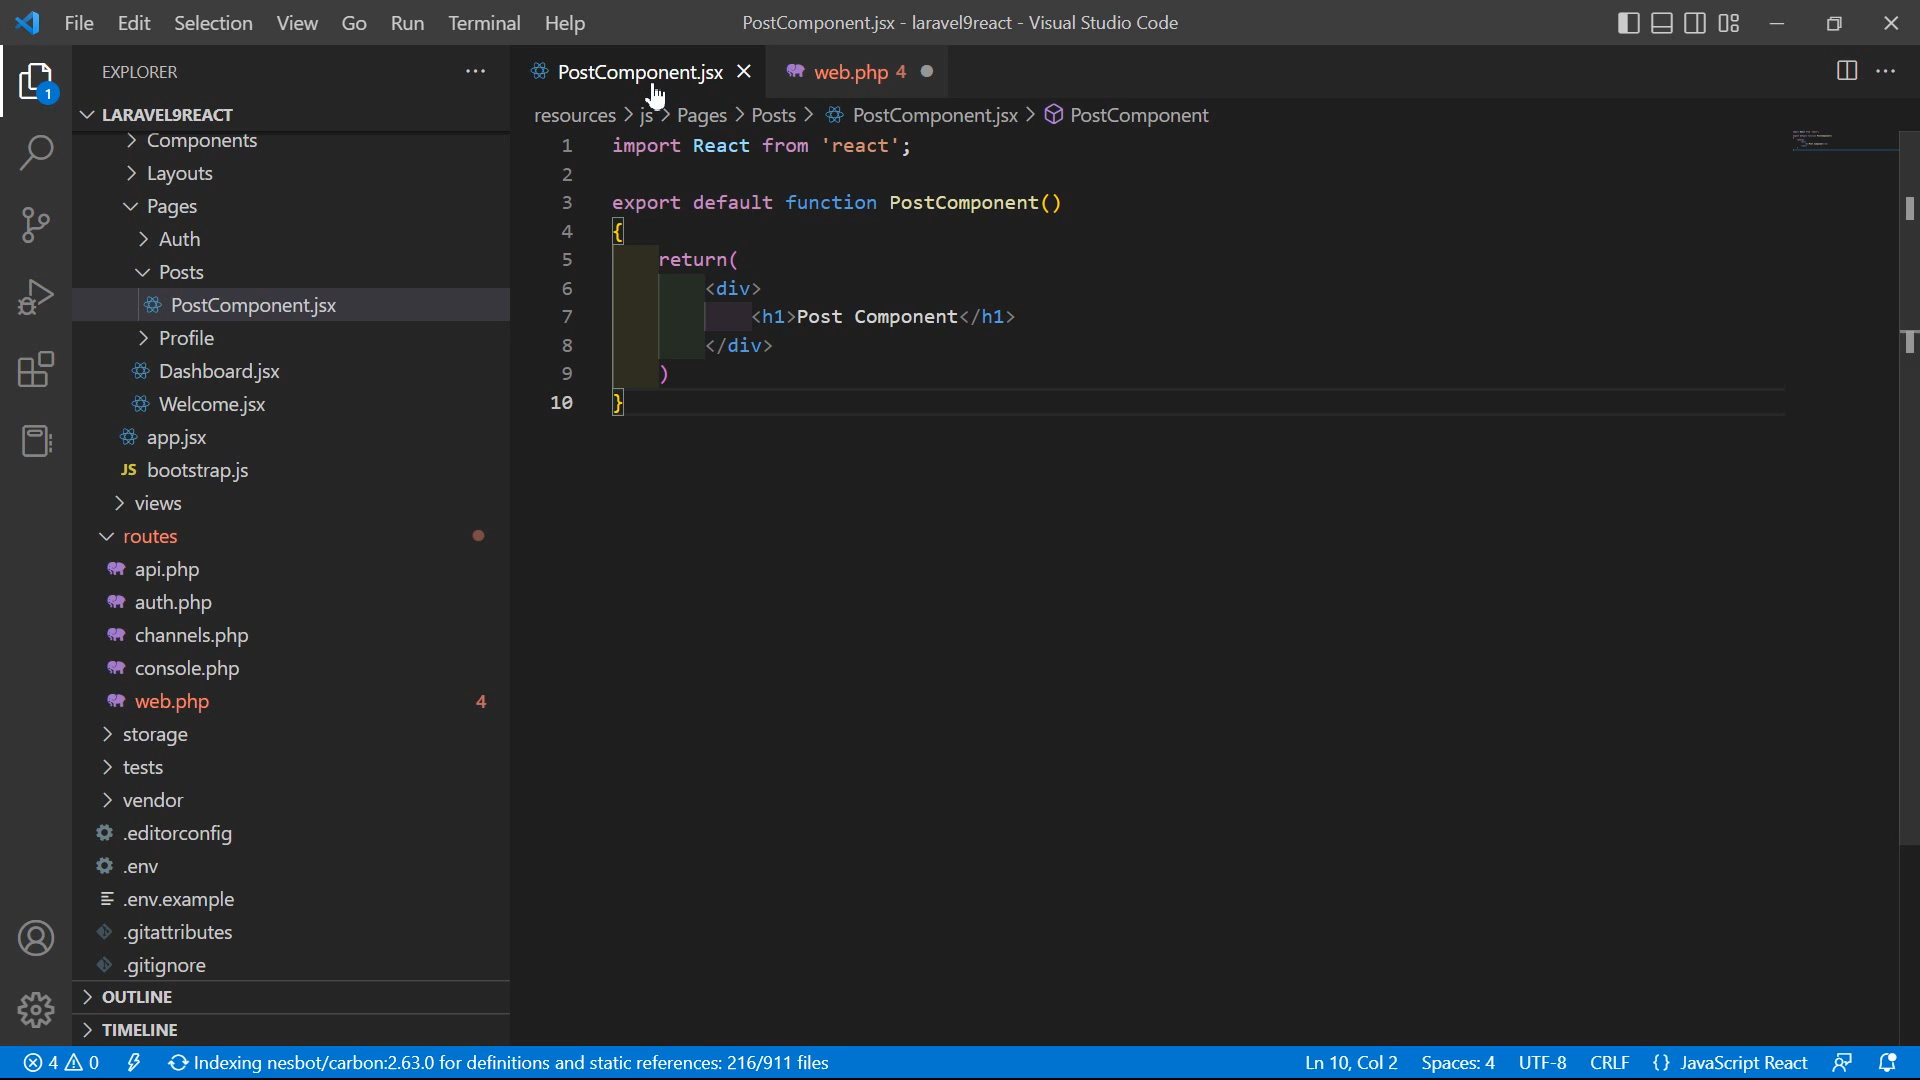 File Edit Selection View Go Run Terminal Help
PostComponent.jsx - laravel9react - Visual Studio Code
1
EXPLORER
LARAVEL9REACT
Components
Layouts
Pages
Auth
Posts
PostComponent.jsx
Profile
Dashboard.jsx
Welcome.jsx
app.jsx
JS bootstrap.js
views
routes
api.php
auth.php
channels.php
console.php
web.php 4
storage
tests
vendor
.editorconfig
.env
.env.example
.gitattributes
.gitignore
OUTLINE
TIMELINE
PostComponent.jsx web.php 4
resources > js > Pages > Posts > PostComponent.jsx > PostComponent
1 import React from 'react';
2
3 export default function PostComponent()
4 {
5 return(
6 <div>
7 <h1>Post Component</h1>
8 </div>
9 )
10 }
4 0 Indexing nesbot/carbon:2.63.0 for definitions and static references: 216/911 files
Ln 10, Col 2 Spaces: 4 UTF-8 CRLF {} JavaScript React